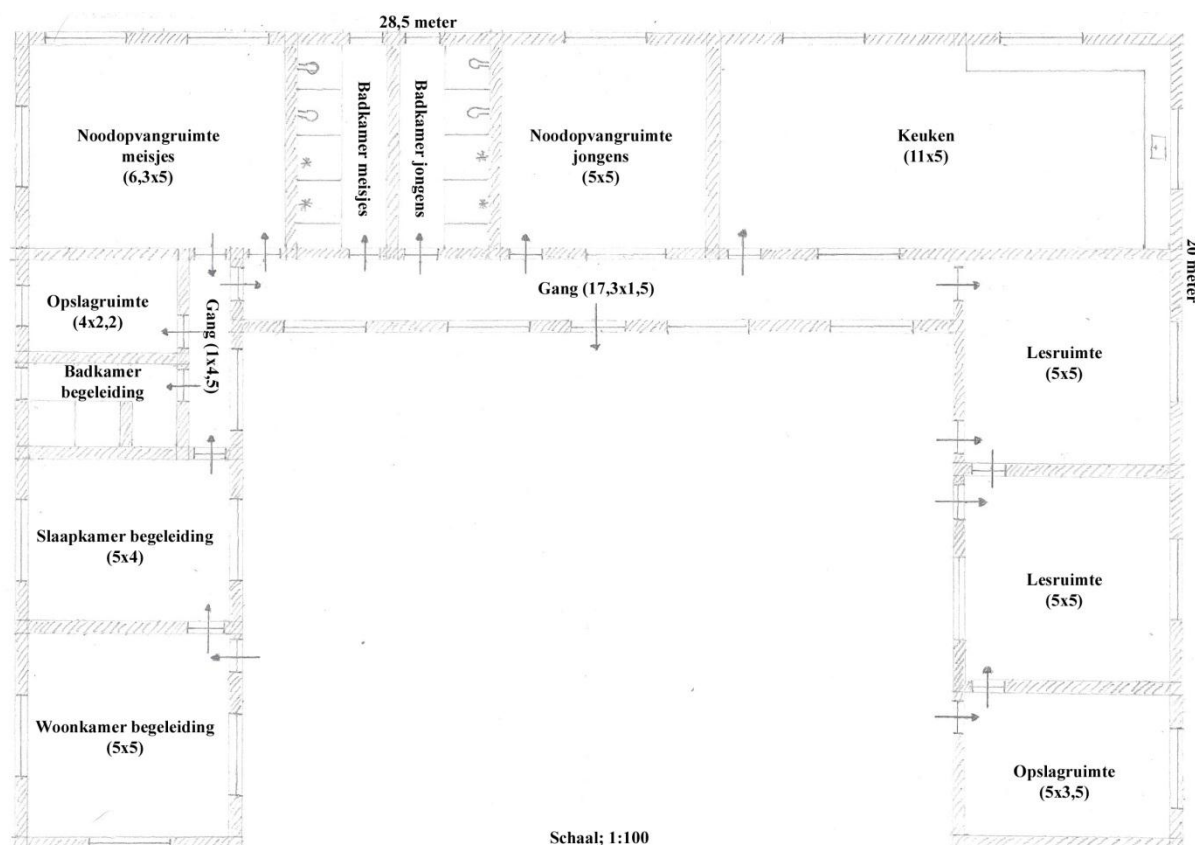 28,5 meter
Noodopvangruimte
meisjes
(6,3x5)
Badkamer meisjes
Badkamer jongens
Noodopvangruimte
jongens
(5x5)
Keuken
(11x5)
20 meter
Opslagruimte
(4x2,2)
Gang (1x4,5)
Gang (17,3x1,5)
Badkamer
begeleiding
Lesruimte
(5x5)
Slaapkamer begeleiding
(5x4)
Lesruimte
(5x5)
Woonkamer begeleiding
(5x5)
Opslagruimte
(5x3,5)
Schaal; 1:100